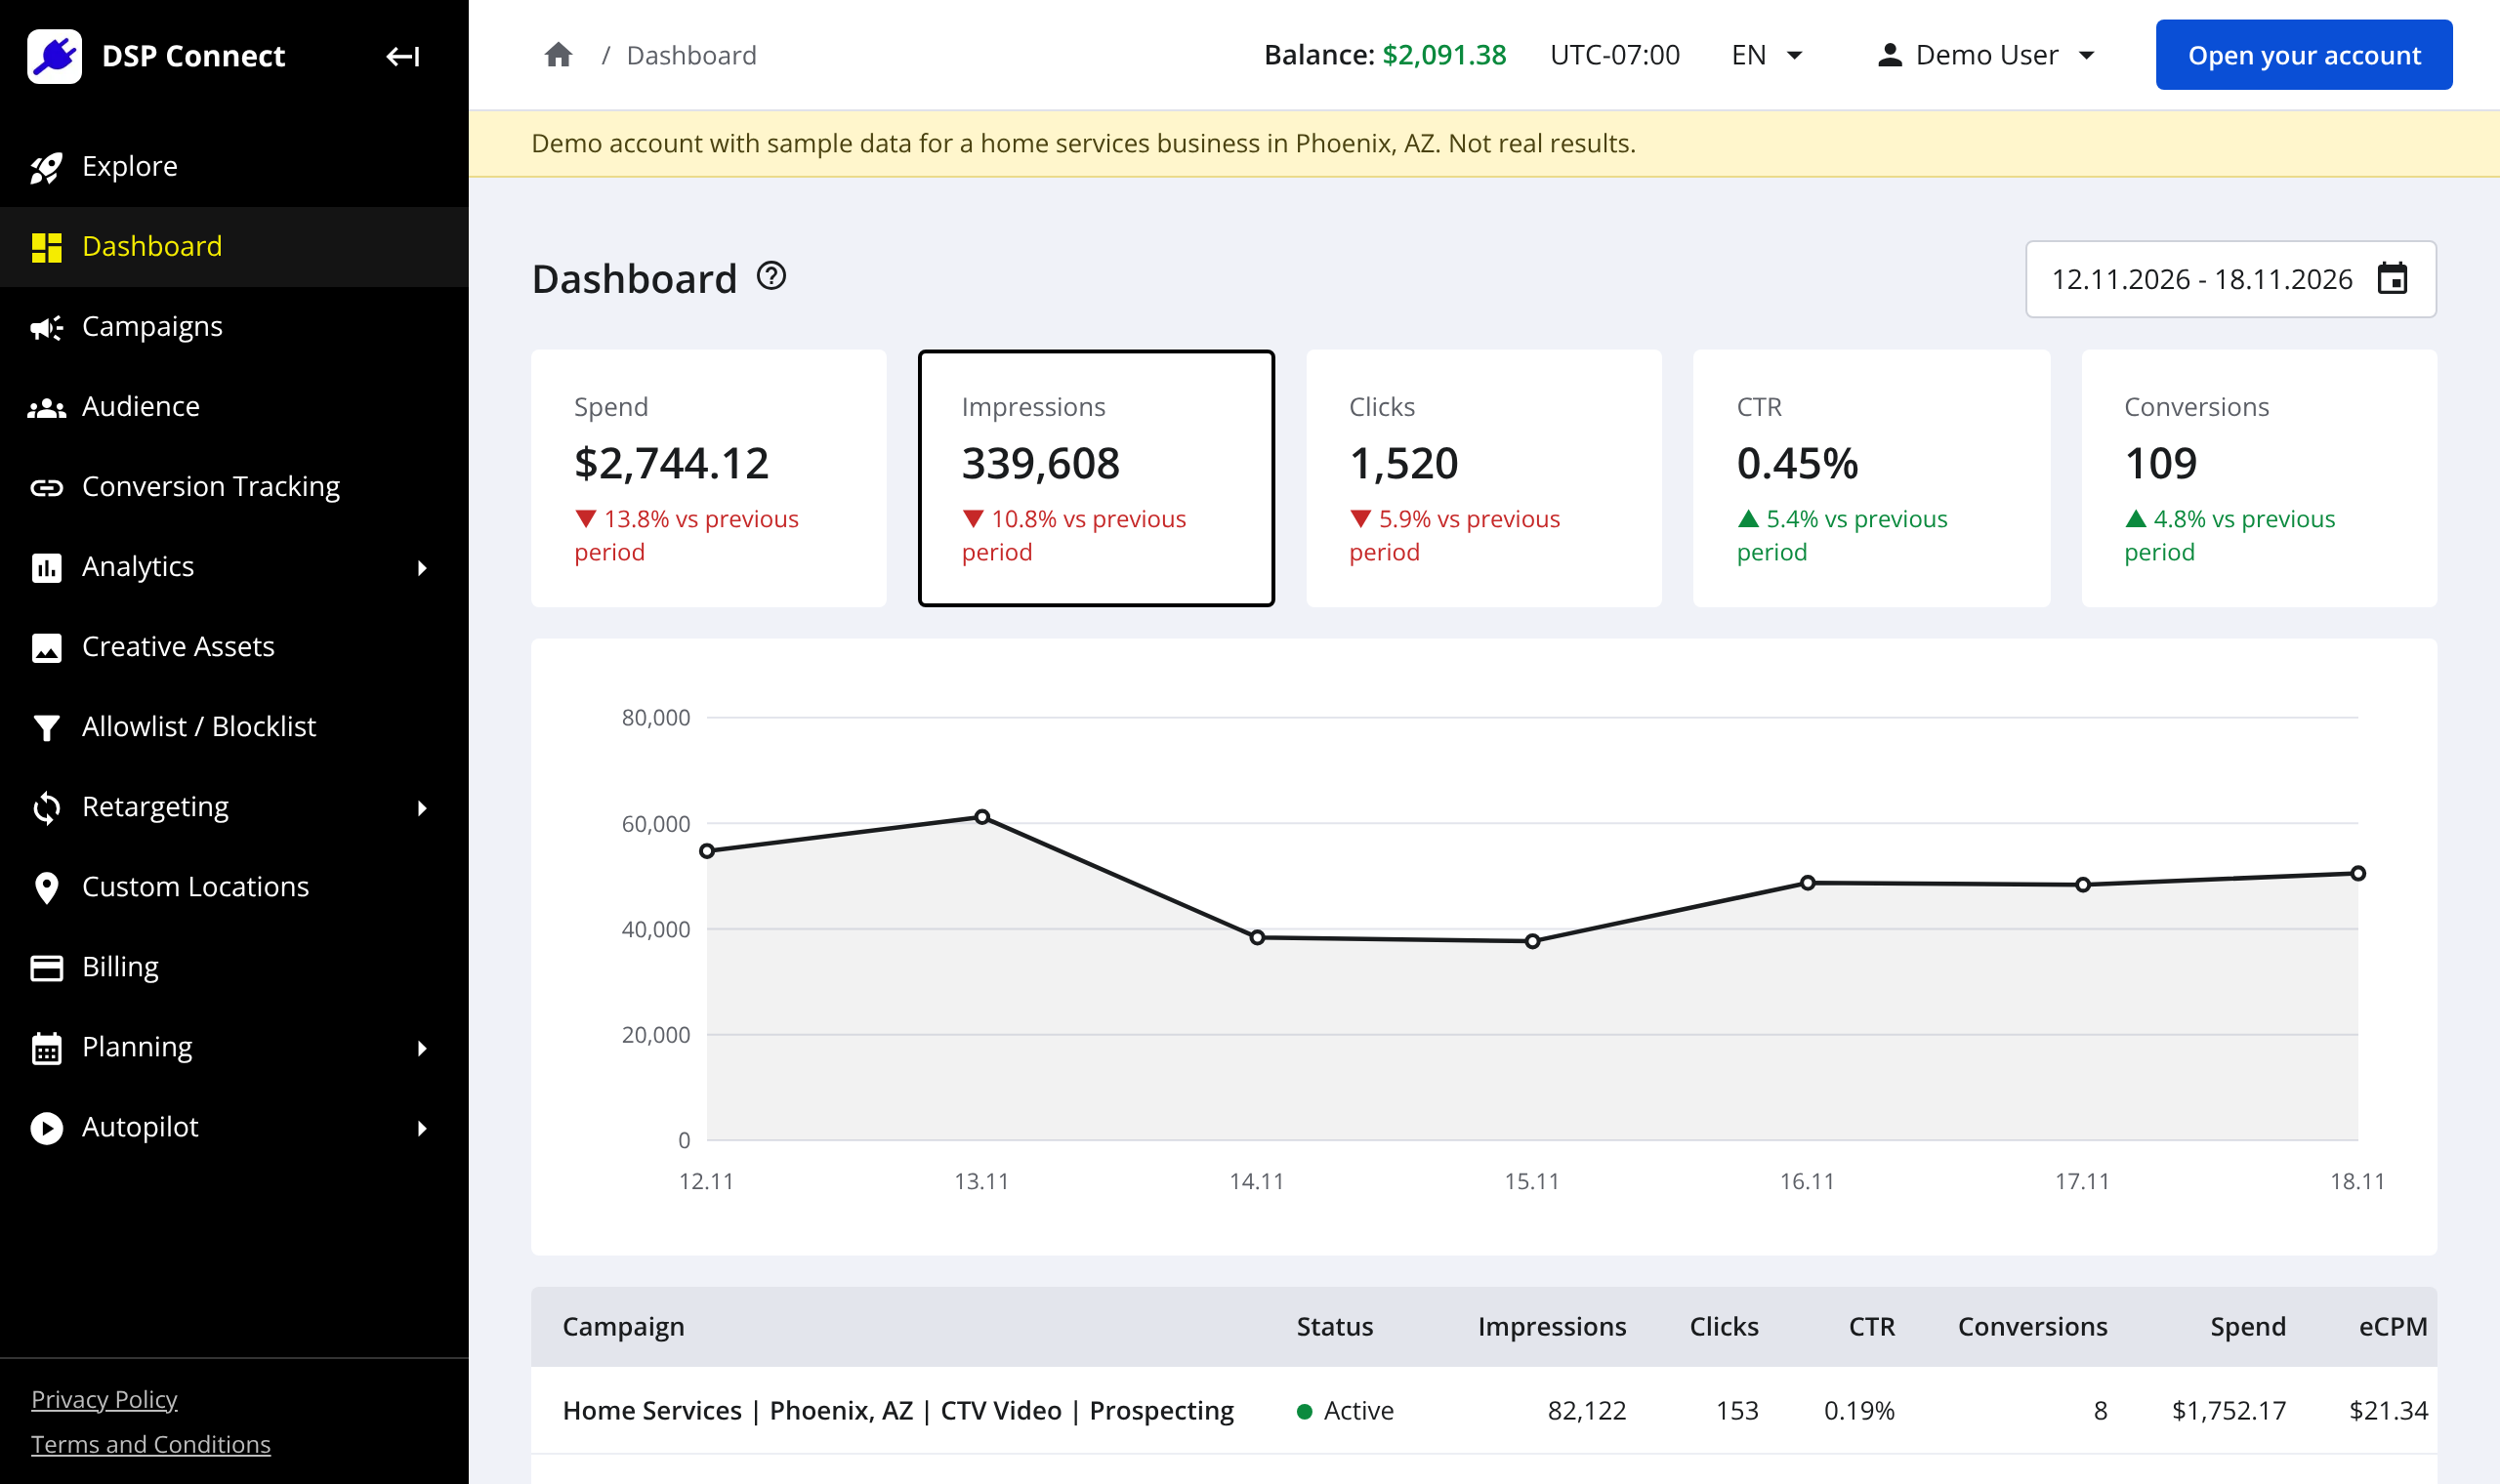 DSP Connect
Explore
Dashboard
Campaigns
Audience
Conversion Tracking
Analytics
Creative Assets
Allowlist / Blocklist
Retargeting
Custom Locations
Billing
Planning
Autopilot
Privacy Policy
Terms and Conditions
/ Dashboard
Balance: $2,091.38
UTC-07:00
EN
Demo User
Open your account
Demo account with sample data for a home services business in Phoenix, AZ. Not real results.
Dashboard
12.11.2026 - 18.11.2026
Spend
$2,744.12
▼ 13.8% vs previous
period
Impressions
339,608
▼ 10.8% vs previous
period
Clicks
1,520
▼ 5.9% vs previous
period
CTR
0.45%
▲ 5.4% vs previous
period
Conversions
109
▲ 4.8% vs previous
period
80,000
60,000
40,000
20,000
0
12.11 13.11 14.11 15.11 16.11 17.11 18.11
Campaign Status Impressions Clicks CTR Conversions Spend eCPM
Home Services | Phoenix, AZ | CTV Video | Prospecting Active 82,122 153 0.19% 8 $1,752.17 $21.34